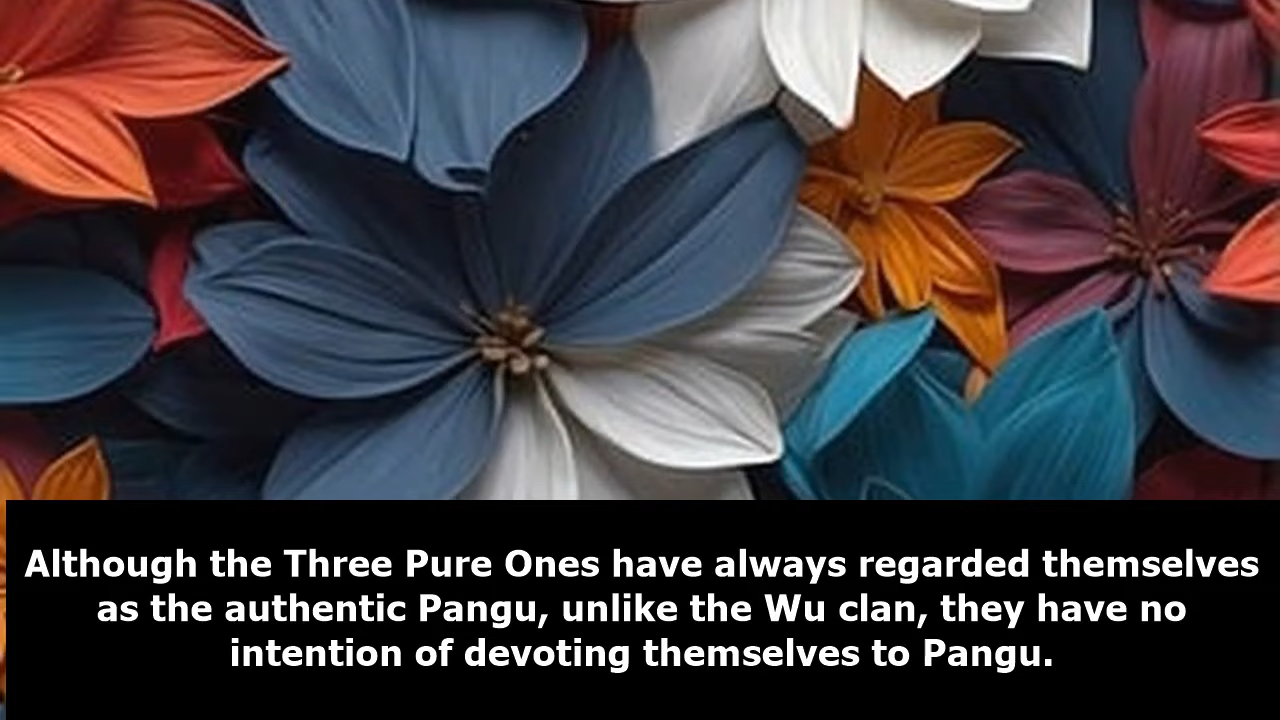 Although the Three Pure Ones have always regarded themselves
as the authentic Pangu, unlike the Wu clan, they have no
intention of devoting themselves to Pangu.